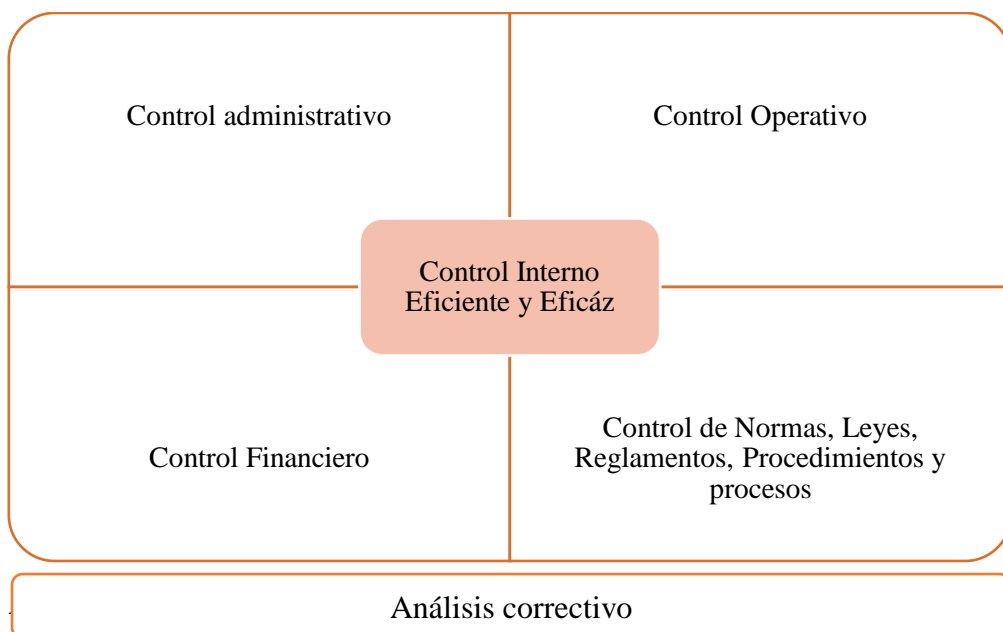 Control administrativo
Control Operativo
Control Interno
Eficiente y Eficáz
Control Financiero
Control de Normas, Leyes,
Reglamentos, Procedimientos y
procesos
Análisis correctivo